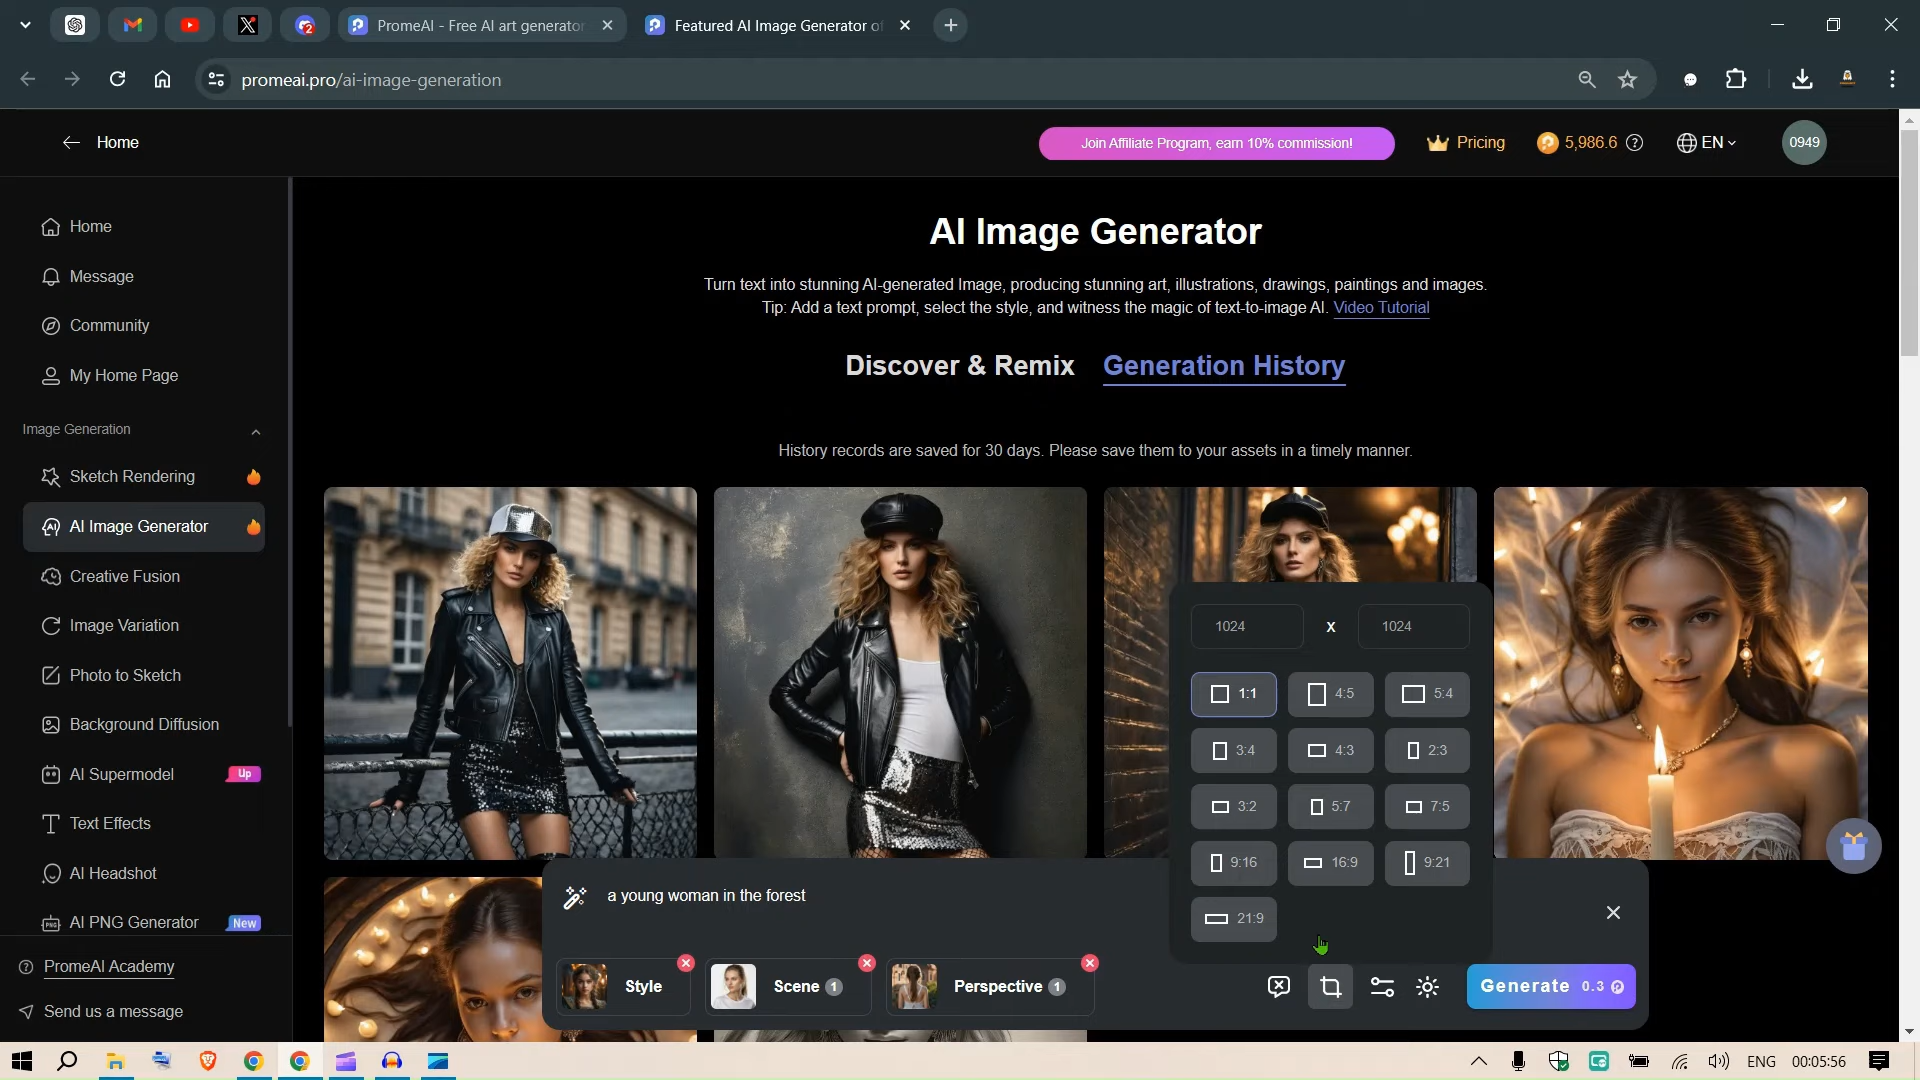 PromeAI - Free AI art generator
Featured AI Image Generator of
promeai.pro/ai-image-generation
Home
Join Affiliate Program, earn 10% commission!
Pricing
5,986.6
EN
0949
Home
Message
Community
My Home Page
Image Generation
Sketch Rendering
AI Image Generator
Creative Fusion
Image Variation
Photo to Sketch
Background Diffusion
AI Supermodel
Up
Text Effects
AI Headshot
AI PNG Generator
New
PromeAI Academy
Send us a message
AI Image Generator
Turn text into stunning AI-generated Image, producing stunning art, illustrations, drawings, paintings and images.
Tip: Add a text prompt, select the style, and witness the magic of text-to-image AI. Video Tutorial
Discover & Remix
Generation History
History records are saved for 30 days. Please save them to your assets in a timely manner.
1024 X 1024
1:1 4:5 5:4
3:4 4:3 2:3
3:2 5:7 7:5
9:16 16:9 9:21
21:9
a young woman in the forest
Style
Scene 1
Perspective 1
Generate 0.3
ENG
00:05:56